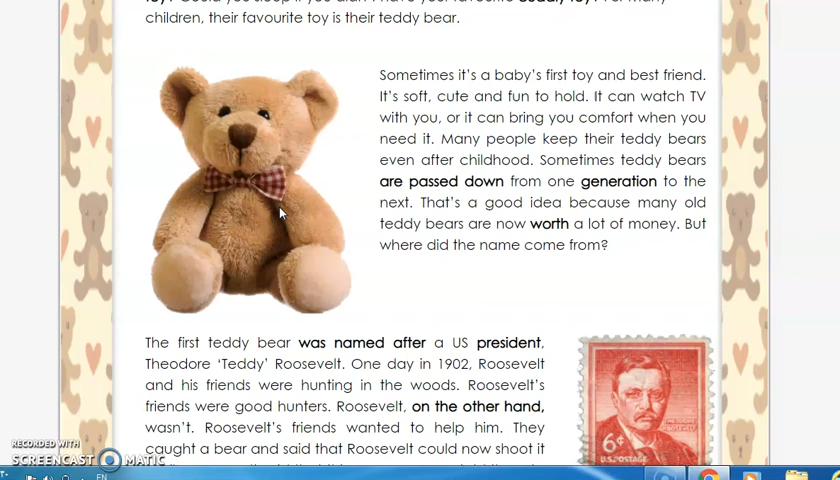 children, their favourite toy is their teddy bear.
Sometimes it's a baby's first toy and best friend.
It's soft, cute and fun to hold. It can watch TV
with you, or it can bring you comfort when you
need it. Many people keep their teddy bears
even after childhood. Sometimes teddy bears
are passed down from one generation to the
next. That's a good idea because many old
teddy bears are now worth a lot of money. But
where did the name come from?
The first teddy bear was named after a US president,
Theodore 'Teddy' Roosevelt. One day in 1902, Roosevelt
and his friends were hunting in the woods. Roosevelt's
friends were good hunters. Roosevelt, on the other hand,
wasn't. Roosevelt's friends wanted to help him. They
caught a bear and said that Roosevelt could now shoot it
6¢
U.S. POSTAGE
RECORDED WITH
SCREENCAST MATIC
EN